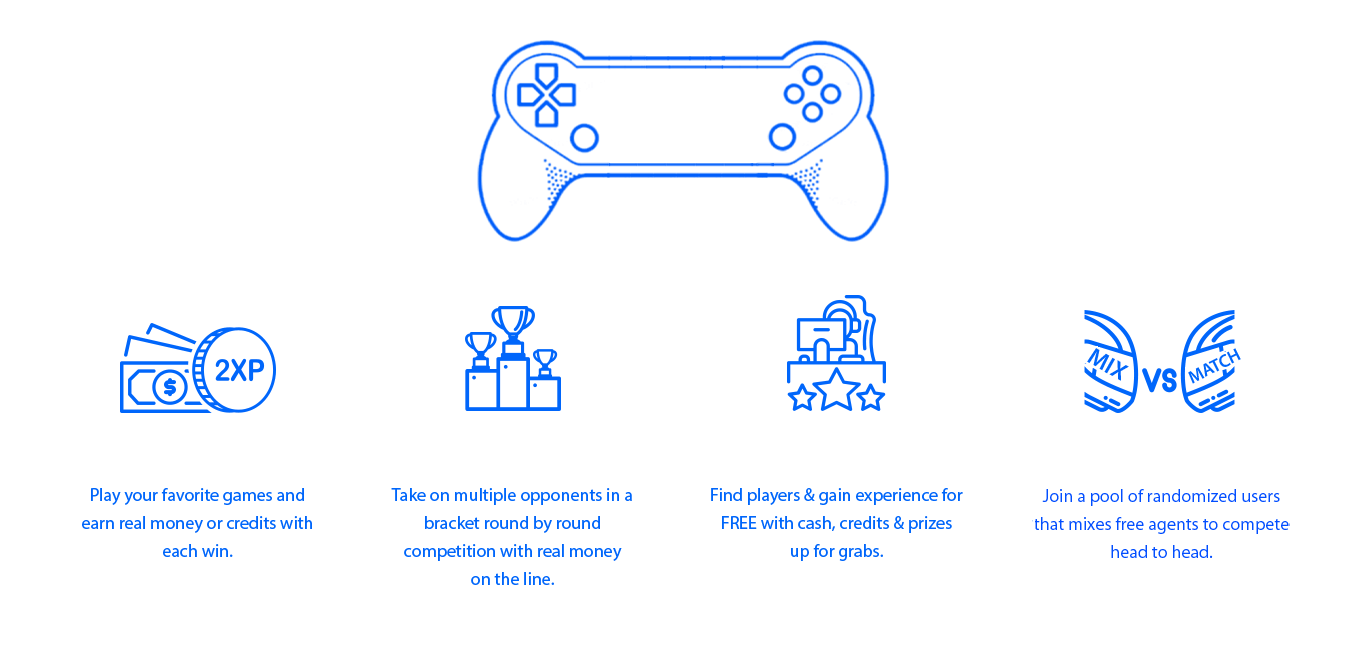 2XP
$
MIX
VS
MATCH
Play your favorite games and
earn real money or credits with
each win.
Take on multiple opponents in a
bracket round by round
competition with real money
on the line.
Find players & gain experience for
FREE with cash, credits & prizes
up for grabs.
Join a pool of randomized users
that mixes free agents to compete
head to head.